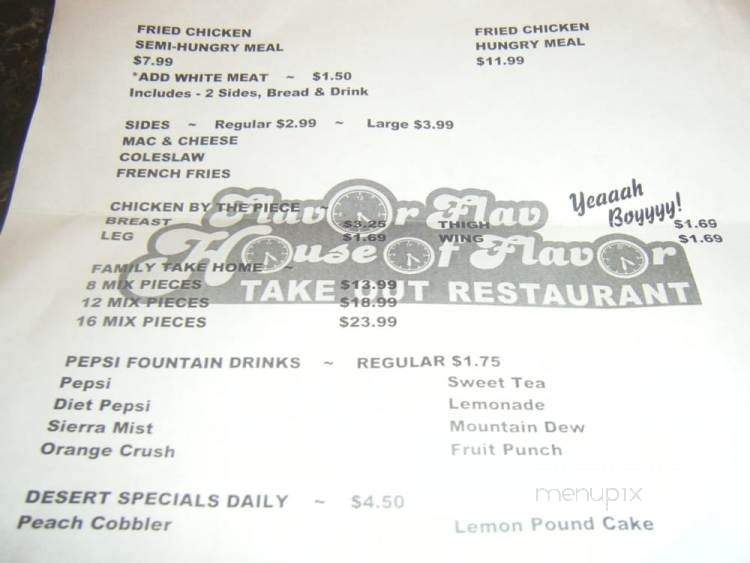 FRIED CHICKEN
SEMI-HUNGRY MEAL
$7.99
*ADD WHITE MEAT ~ $1.50
Includes - 2 Sides, Bread & Drink
FRIED CHICKEN
HUNGRY MEAL
$11.99
SIDES ~ Regular $2.99 ~ Large $3.99
MAC & CHEESE
COLESLAW
FRENCH FRIES
Flavor Flav
House of Flavor
TAKE OUT RESTAURANT
Yeaaah
Boyyyy!
CHICKEN BY THE PIECE ~
BREAST $3.25 THIGH $1.69
LEG $1.69 WING $1.69
FAMILY TAKE HOME ~
8 MIX PIECES $13.99
12 MIX PIECES $18.99
16 MIX PIECES $23.99
PEPSI FOUNTAIN DRINKS ~ REGULAR $1.75
Pepsi Sweet Tea
Diet Pepsi Lemonade
Sierra Mist Mountain Dew
Orange Crush Fruit Punch
DESERT SPECIALS DAILY ~ $4.50
Peach Cobbler Lemon Pound Cake
menupix